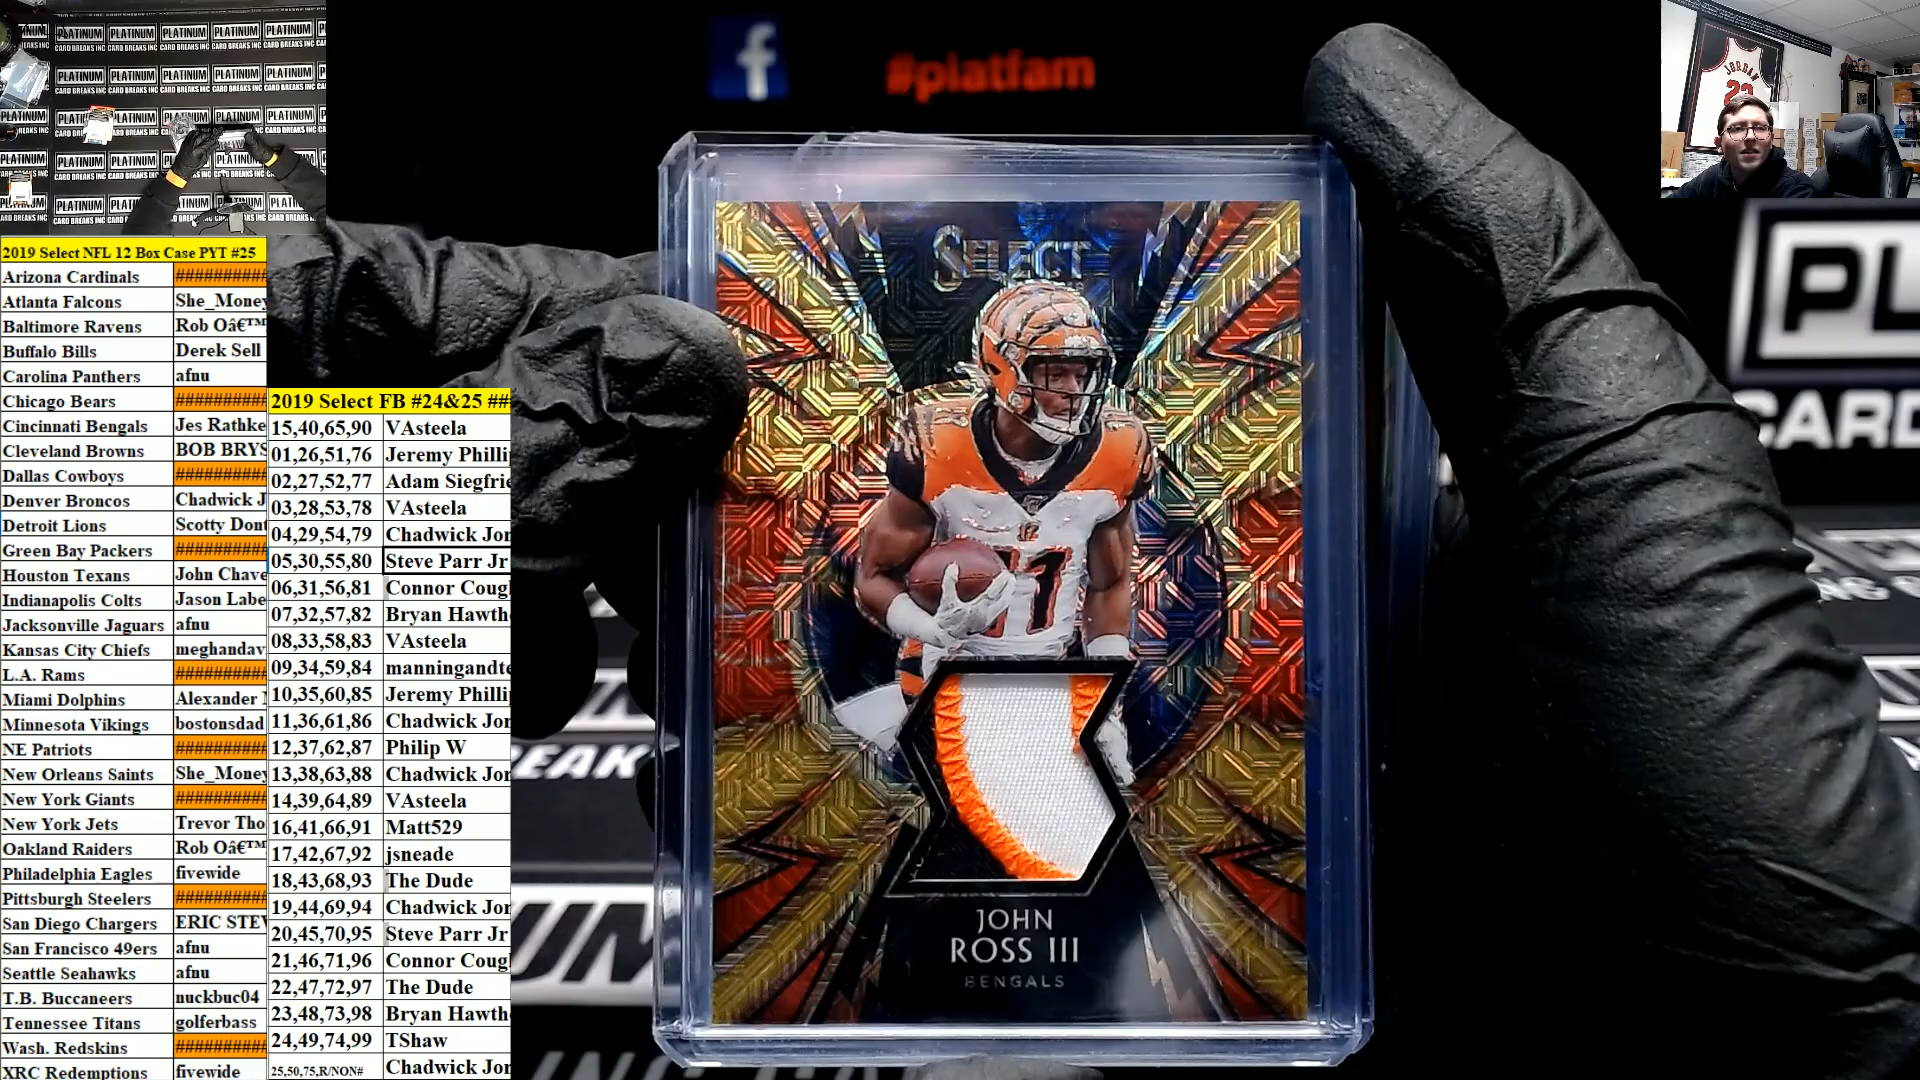 #platfam
SELECT
JOHN
ROSS III
BENGALS
JORDAN
PLATINUM
CARD BREAKS INC
2019 Select NFL 12 Box Case PYT #25
Arizona Cardinals ##########
Atlanta Falcons She_Money
Baltimore Ravens Rob Oâ€™
Buffalo Bills Derek Sell
Carolina Panthers afnu
Chicago Bears ##########
Cincinnati Bengals Jes Rathke
Cleveland Browns BOB BRYS
Dallas Cowboys ##########
Denver Broncos Chadwick J
Detroit Lions Scotty Dont
Green Bay Packers ##########
Houston Texans John Chave
Indianapolis Colts Jason Labe
Jacksonville Jaguars afnu
Kansas City Chiefs meghandav
L.A. Rams ##########
Miami Dolphins Alexander
Minnesota Vikings bostonsdad
NE Patriots ##########
New Orleans Saints She_Money
New York Giants ##########
New York Jets Trevor Tho
Oakland Raiders Rob Oâ€™
Philadelphia Eagles fivewide
Pittsburgh Steelers ##########
San Diego Chargers ERIC STEV
San Francisco 49ers afnu
Seattle Seahawks afnu
T.B. Buccaneers nuckbuc04
Tennessee Titans golferbass
Wash. Redskins ##########
XRC Redemptions fivewide
2019 Select FB #24&25 ##
15,40,65,90 VAsteela
01,26,51,76 Jeremy Philli
02,27,52,77 Adam Siegfrie
03,28,53,78 VAsteela
04,29,54,79 Chadwick Jon
05,30,55,80 Steve Parr Jr
06,31,56,81 Connor Coug
07,32,57,82 Bryan Hawth
08,33,58,83 VAsteela
09,34,59,84 manningandte
10,35,60,85 Jeremy Philli
11,36,61,86 Chadwick Jon
12,37,62,87 Philip W
13,38,63,88 Chadwick Jon
14,39,64,89 VAsteela
16,41,66,91 Matt529
17,42,67,92 jsneade
18,43,68,93 The Dude
19,44,69,94 Chadwick Jon
20,45,70,95 Steve Parr Jr
21,46,71,96 Connor Coug
22,47,72,97 The Dude
23,48,73,98 Bryan Hawth
24,49,74,99 TShaw
25,50,75,R/NON# Chadwick Jon